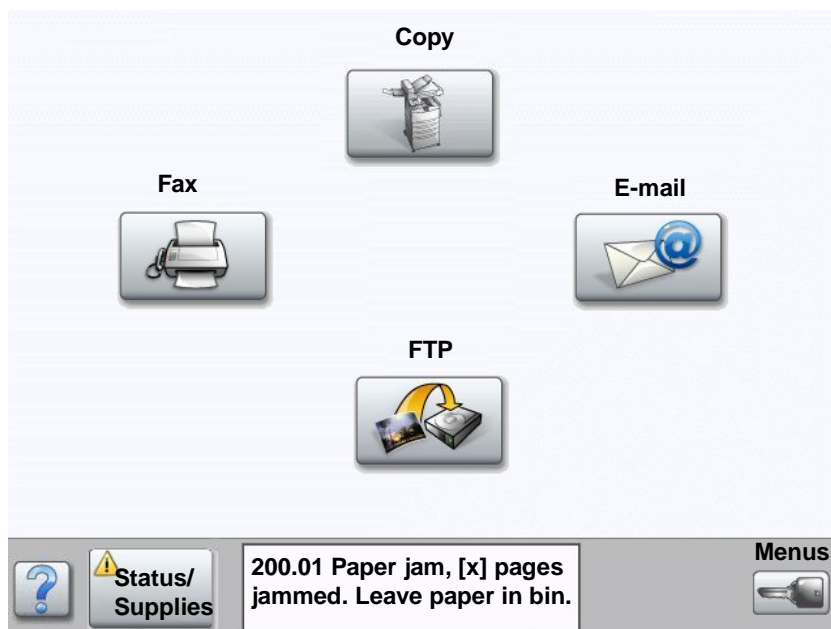 Copy
Fax
E-mail
FTP
Status/
Supplies
200.01 Paper jam, [x] pages
jammed. Leave paper in bin.
Menus